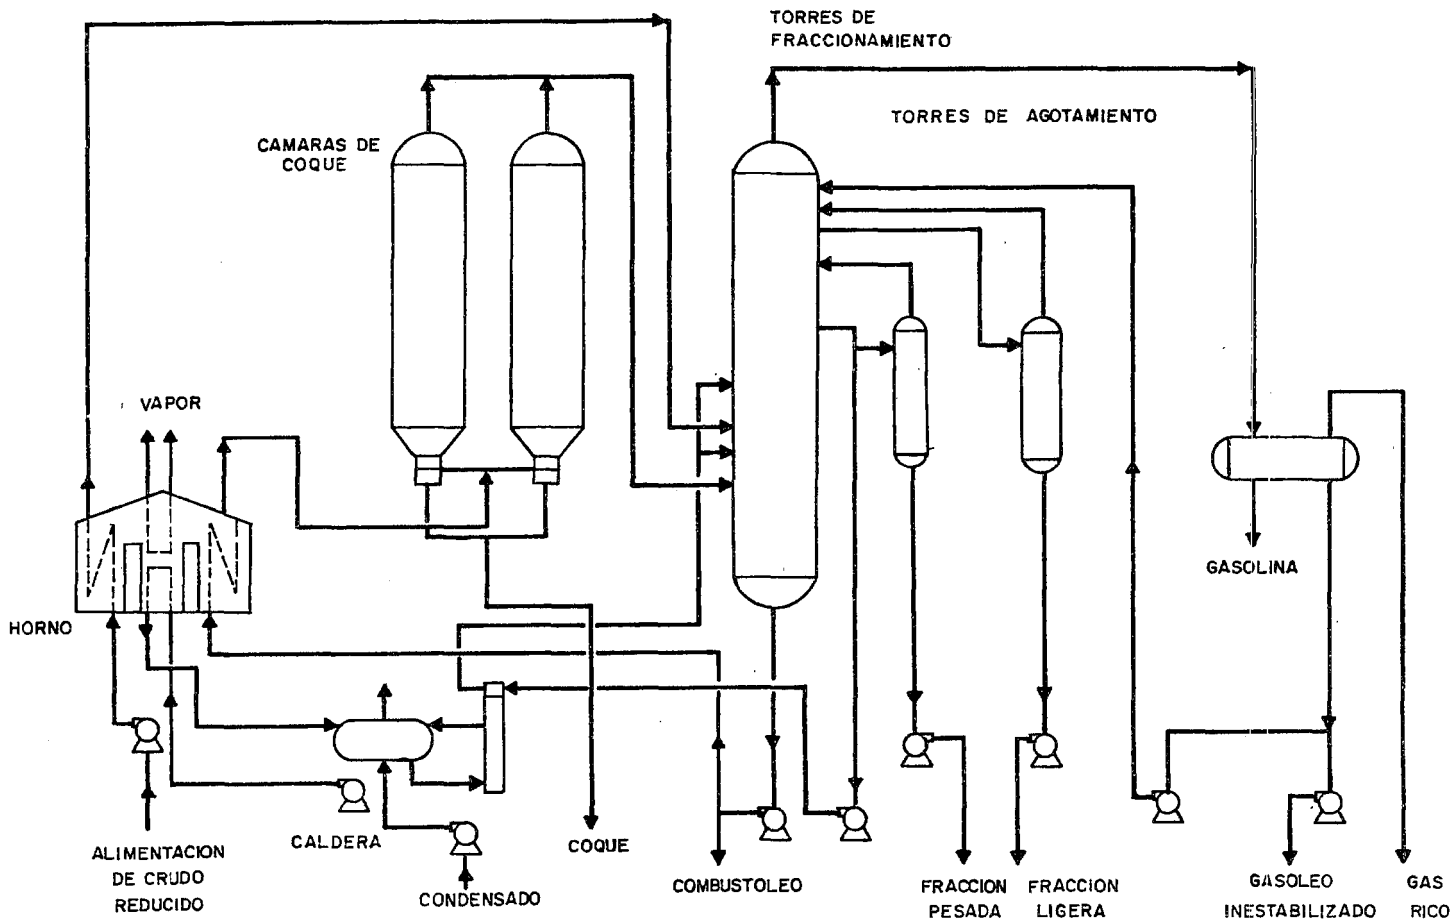 TORRES DE
FRACCIONAMIENTO
TORRES DE AGOTAMIENTO
CAMARAS DE
COQUE
VAPOR
GASOLINA
HORNO
CALDERA
COQUE
ALIMENTACION
DE CRUDO
REDUCIDO
CONDENSADO
COMBUSTOLEO
FRACCION
PESADA
FRACCION
LIGERA
GASOLEO
INESTABILIZADO
GAS
RICO